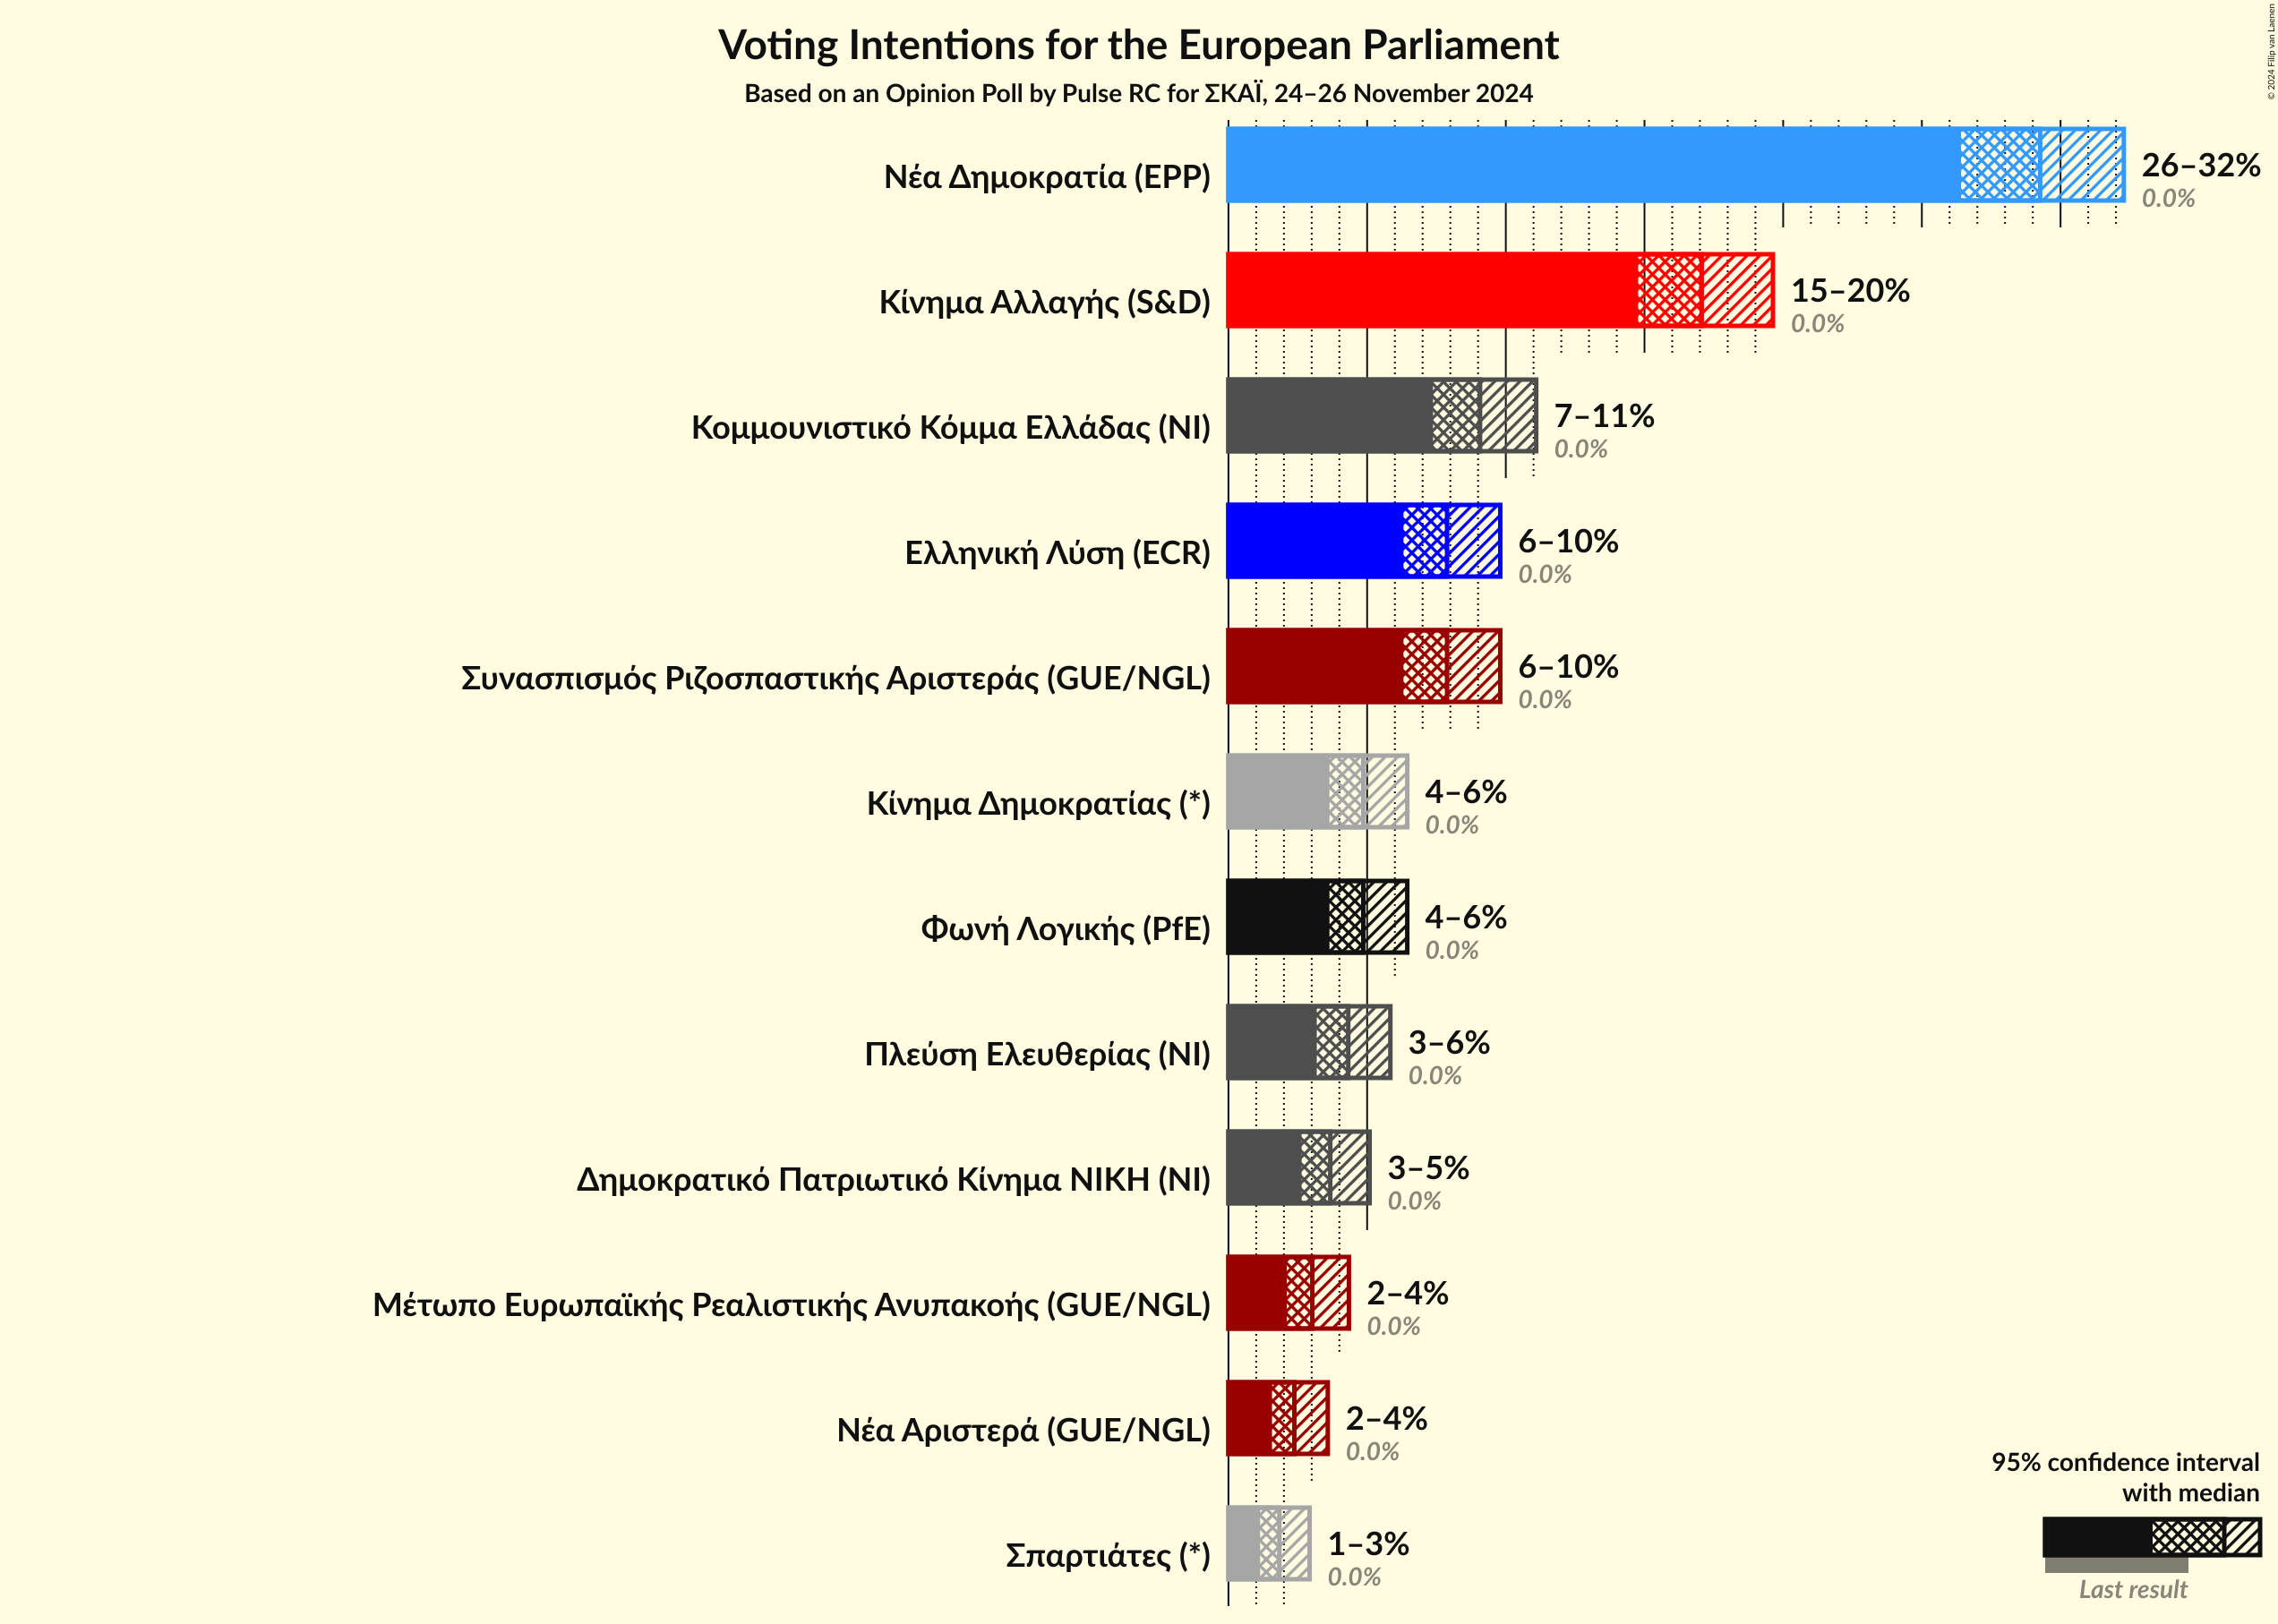 Voting Intentions for the European Parliament
Based on an Opinion Poll by Pulse RC for ΣΚΑΪ, 24–26 November 2024
© 2024 Filip van Laenen
Νέα Δημοκρατία (EPP)
26–32%
0.0%
Κίνημα Αλλαγής (S&D)
15–20%
0.0%
Κομμουνιστικό Κόμμα Ελλάδας (NI)
7–11%
0.0%
Ελληνική Λύση (ECR)
6–10%
0.0%
Συνασπισμός Ριζοσπαστικής Αριστεράς (GUE/NGL)
6–10%
0.0%
Κίνημα Δημοκρατίας (*)
4–6%
0.0%
Φωνή Λογικής (PfE)
4–6%
0.0%
Πλεύση Ελευθερίας (NI)
3–6%
0.0%
Δημοκρατικό Πατριωτικό Κίνημα ΝΙΚΗ (NI)
3–5%
0.0%
Μέτωπο Ευρωπαϊκής Ρεαλιστικής Ανυπακοής (GUE/NGL)
2–4%
0.0%
Νέα Αριστερά (GUE/NGL)
2–4%
0.0%
Σπαρτιάτες (*)
1–3%
0.0%
95% confidence interval
with median
Last result